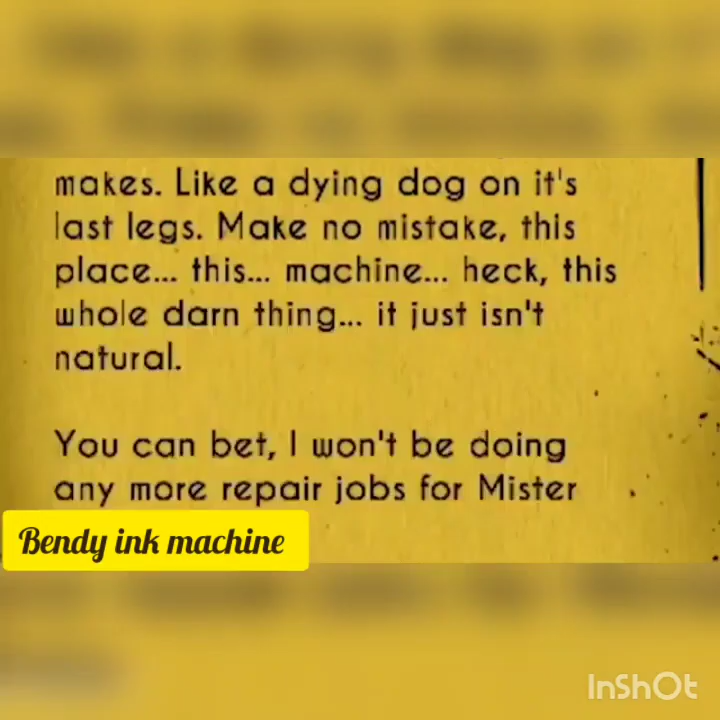 makes. Like a dying dog on it's
last legs. Make no mistake, this
place... this... machine... heck, this
whole darn thing... it just isn't
natural.
You can bet, I won't be doing
any more repair jobs for Mister
Bendy ink machine
InShOt